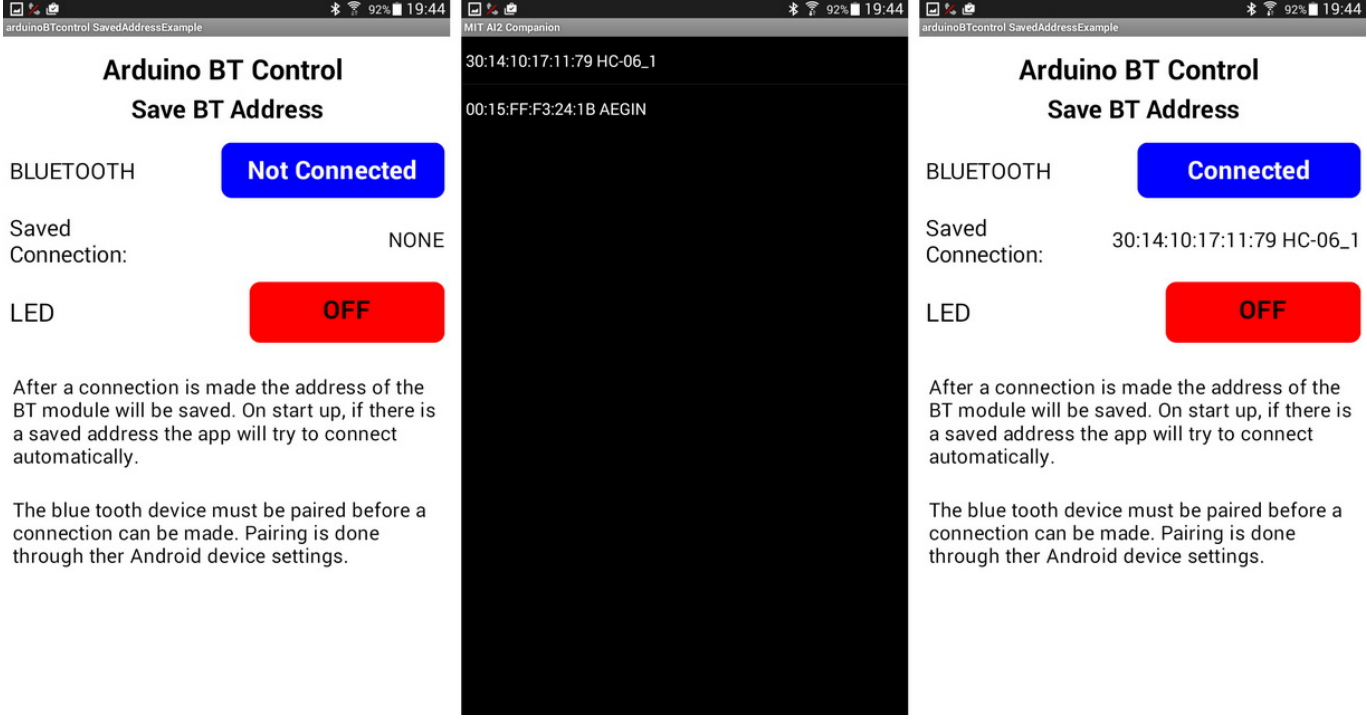 92% 19:44
arduinoBTcontrol SavedAddressExample
Arduino BT Control
Save BT Address
BLUETOOTH Not Connected
Saved
Connection: NONE
LED OFF
After a connection is made the address of the
BT module will be saved. On start up, if there is
a saved address the app will try to connect
automatically.
The blue tooth device must be paired before a
connection can be made. Pairing is done
through ther Android device settings.
92% 19:44
MIT AI2 Companion
30:14:10:17:11:79 HC-06_1
00:15:FF:F3:24:1B AEGIN
92% 19:44
arduinoBTcontrol SavedAddressExample
Arduino BT Control
Save BT Address
BLUETOOTH Connected
Saved
Connection: 30:14:10:17:11:79 HC-06_1
LED OFF
After a connection is made the address of the
BT module will be saved. On start up, if there is
a saved address the app will try to connect
automatically.
The blue tooth device must be paired before a
connection can be made. Pairing is done
through ther Android device settings.